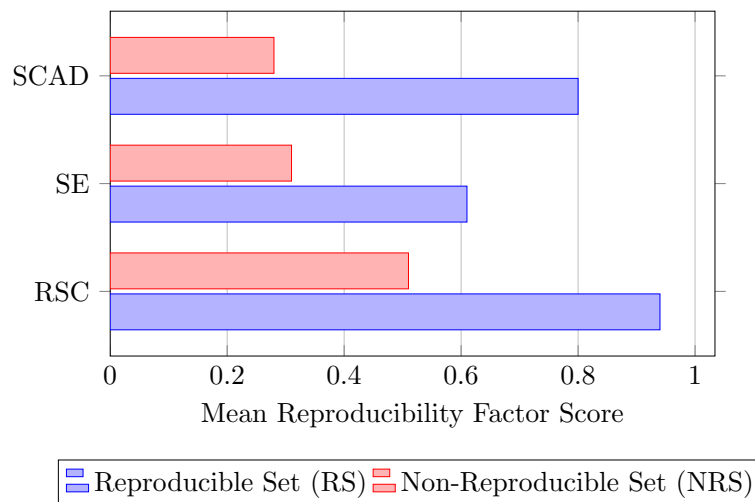 SCAD
SE
RSC
0 0.2 0.4 0.6 0.8 1
Mean Reproducibility Factor Score
Reproducible Set (RS) Non-Reproducible Set (NRS)